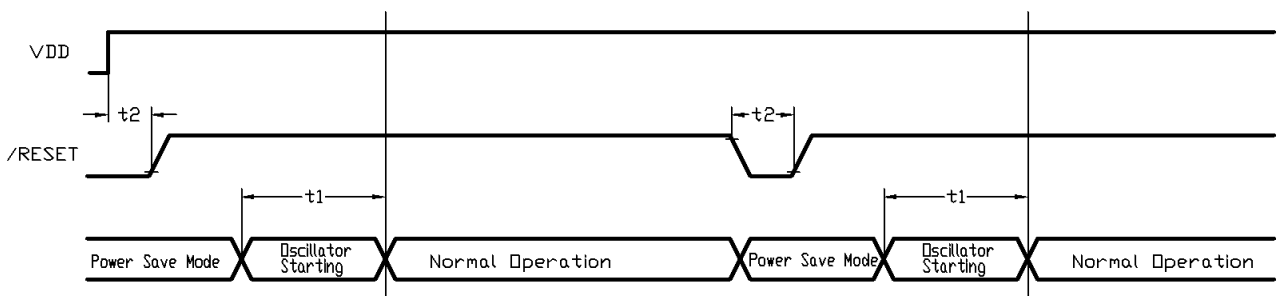 VDD
t2
t2
/RESET
t1
t1
Power Save Mode
Oscillator
Starting
Normal Operation
Power Save Mode
Oscillator
Starting
Normal Operation